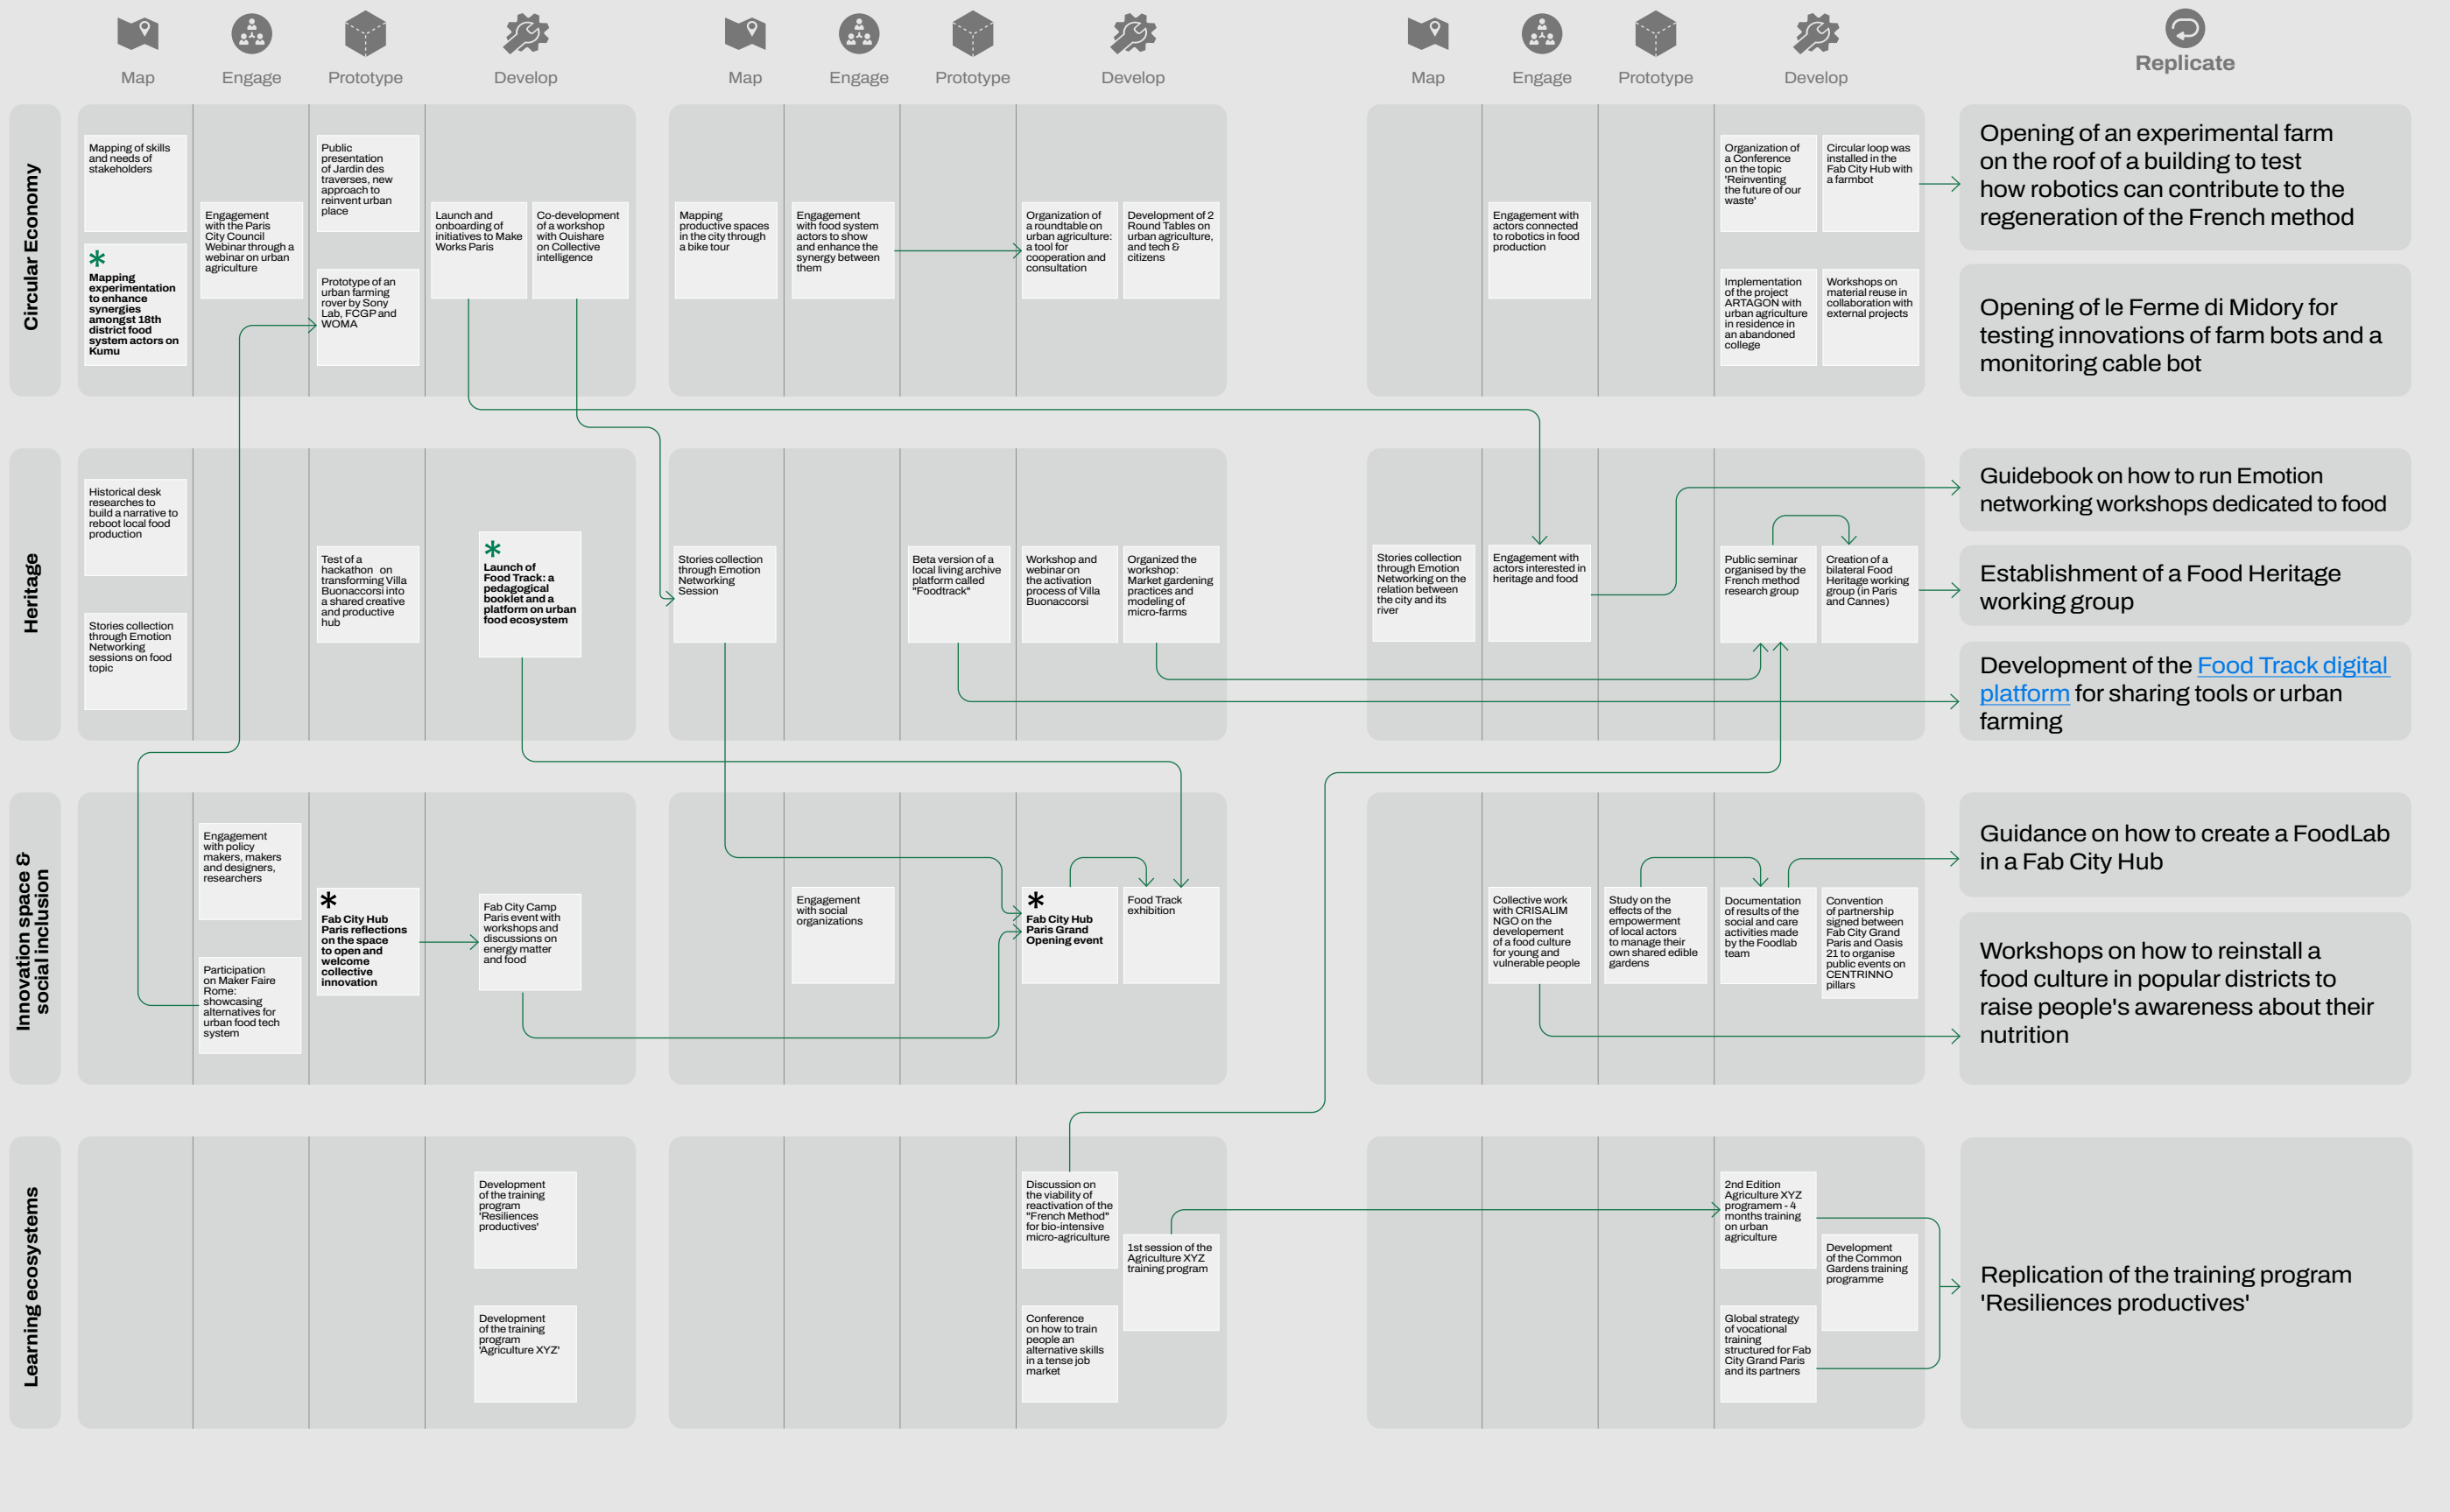 Map
Engage
Prototype
Develop
Map
Engage
Prototype
Develop
Map
Engage
Prototype
Develop
Replicate
Circular Economy
Mapping of skills
and needs of
stakeholders
Mapping
experimentation
to enhance
synergies
amongst 18th
district food
system actors on
Kumu
Engagement
with the Paris
City Council
Webinar through a
webinar on urban
agriculture
Public
presentation
of Jardin des
traverses, new
approach to
reinvent urban
place
Prototype of an
urban farming
rover by Sony
Lab, FCGP and
WOMA
Launch and
onboarding of
initiatives to Make
Works Paris
Co-development
of a workshop
with Ouishare
on Collective
intelligence
Mapping
productive spaces
in the city through
a bike tour
Engagement
with food system
actors to show
and enhance the
synergy between
them
Organization of
a roundtable on
urban agriculture:
a tool for
cooperation and
consultation
Development of 2
Round Tables on
urban agriculture,
and tech &
citizens
Engagement with
actors connected
to robotics in food
production
Organization of
a Conference
on the topic
'Reinventing
the future of our
waste'
Circular loop was
installed in the
Fab City Hub with
a farmbot
Implementation
of the project
ARTAGON with
urban agriculture
in residence in
an abandoned
college
Workshops on
material reuse in
collaboration with
external projects
Opening of an experimental farm
on the roof of a building to test
how robotics can contribute to the
regeneration of the French method
Opening of le Ferme di Midory for
testing innovations of farm bots and a
monitoring cable bot
Heritage
Historical desk
researches to
build a narrative to
reboot local food
production
Stories collection
through Emotion
Networking
sessions on food
topic
Test of a
hackathon on
transforming Villa
Buonaccorsi into
a shared creative
and productive
hub
Launch of
Food Track: a
pedagogical
booklet and a
platform on urban
food ecosystem
Stories collection
through Emotion
Networking
Session
Beta version of a
local living archive
platform called
"Foodtrack"
Workshop and
webinar on
the activation
process of Villa
Buonaccorsi
Organized the
workshop:
Market gardening
practices and
modeling of
micro-farms
Stories collection
through Emotion
Networking on the
relation between
the city and its
river
Engagement with
actors interested in
heritage and food
Public seminar
organised by the
French method
research group
Creation of a
bilateral Food
Heritage working
group (in Paris
and Cannes)
Guidebook on how to run Emotion
networking workshops dedicated to food
Establishment of a Food Heritage
working group
Development of the Food Track digital
platform for sharing tools or urban
farming
Innovation space &
social inclusion
Engagement
with policy
makers, makers
and designers,
researchers
Participation
on Maker Faire
Rome:
showcasing
alternatives for
urban food tech
system
Fab City Hub
Paris reflections
on the space
to open and
welcome
collective
innovation
Fab City Camp
Paris event with
workshops and
discussions on
energy matter
and food
Engagement
with social
organizations
Fab City Hub
Paris Grand
Opening event
Food Track
exhibition
Collective work
with CRISALIM
NGO on the
developement
of a food culture
for young and
vulnerable people
Study on the
effects of the
empowerment
of local actors
to manage their
own shared edible
gardens
Documentation
of results of the
social and care
activities made
by the Foodlab
team
Convention
of partnership
signed between
Fab City Grand
Paris and Oasis
21 to organise
public events on
CENTRINNO
pillars
Guidance on how to create a FoodLab
in a Fab City Hub
Workshops on how to reinstall a
food culture in popular districts to
raise people's awareness about their
nutrition
Learning ecosystems
Development
of the training
program
'Resiliences
productives'
Development
of the training
program
'Agriculture XYZ'
Discussion on
the viability of
reactivation of the
"French Method"
for bio-intensive
micro-agriculture
1st session of the
Agriculture XYZ
training program
Conference
on how to train
people an
alternative skills
in a tense job
market
2nd Edition
Agriculture XYZ
programem - 4
months training
on urban
agriculture
Development
of the Common
Gardens training
programme
Global strategy
of vocational
training
structured for Fab
City Grand Paris
and its partners
Replication of the training program
'Resiliences productives'